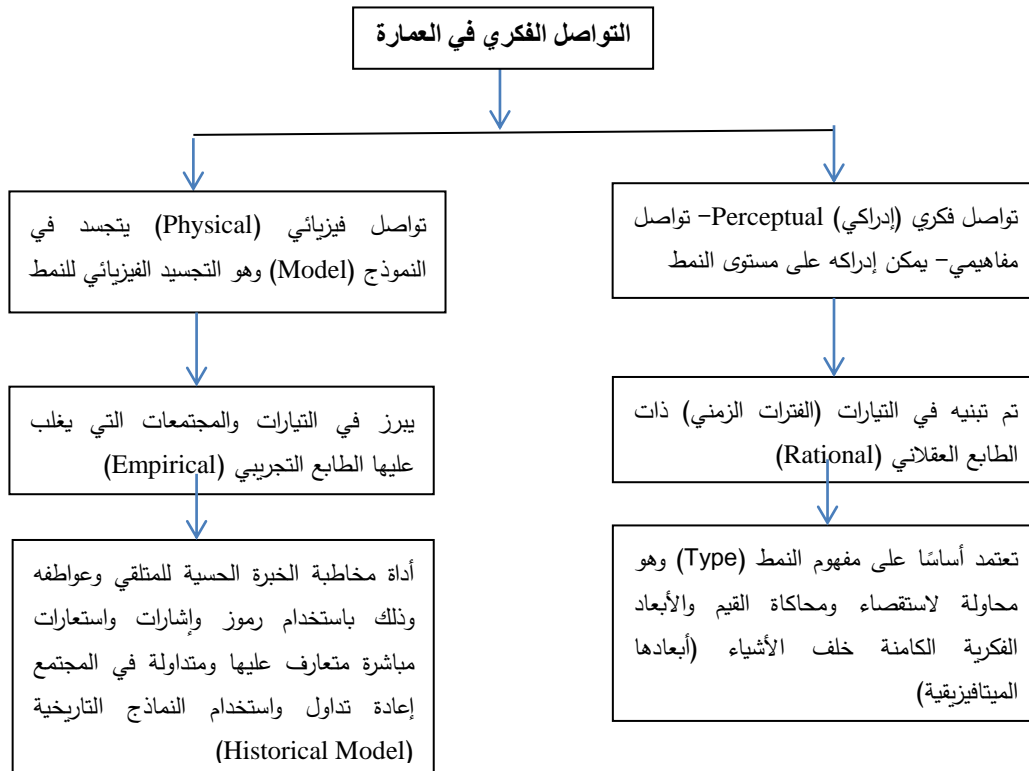 التواصل الفكري في العمارة
تواصل فكري (إدراكي) Perceptual– تواصل
مفاهيمي– يمكن إدراكه على مستوى النمط
تم تبنيه في التيارات (الفترات الزمني) ذات
الطابع العقلاني (Rational)
تعتمد أساسًا على مفهوم النمط (Type) وهو
محاولة لاستقصاء ومحاكاة القيم والأبعاد
الفكرية الكامنة خلف الأشياء (أبعادها
الميتافيزيقية)
تواصل فيزيائي (Physical) يتجسد في
النموذج (Model) وهو التجسيد الفيزيائي للنمط
يبرز في التيارات والمجتمعات التي يغلب
عليها الطابع التجريبي (Empirical)
أداة مخاطبة الخبرة الحسية للمتلقي وعواطفه
وذلك باستخدام رموز وإشارات واستعارات
مباشرة متعارف عليها ومتداولة في المجتمع
إعادة تداول واستخدام النماذج التاريخية
(Historical Model)